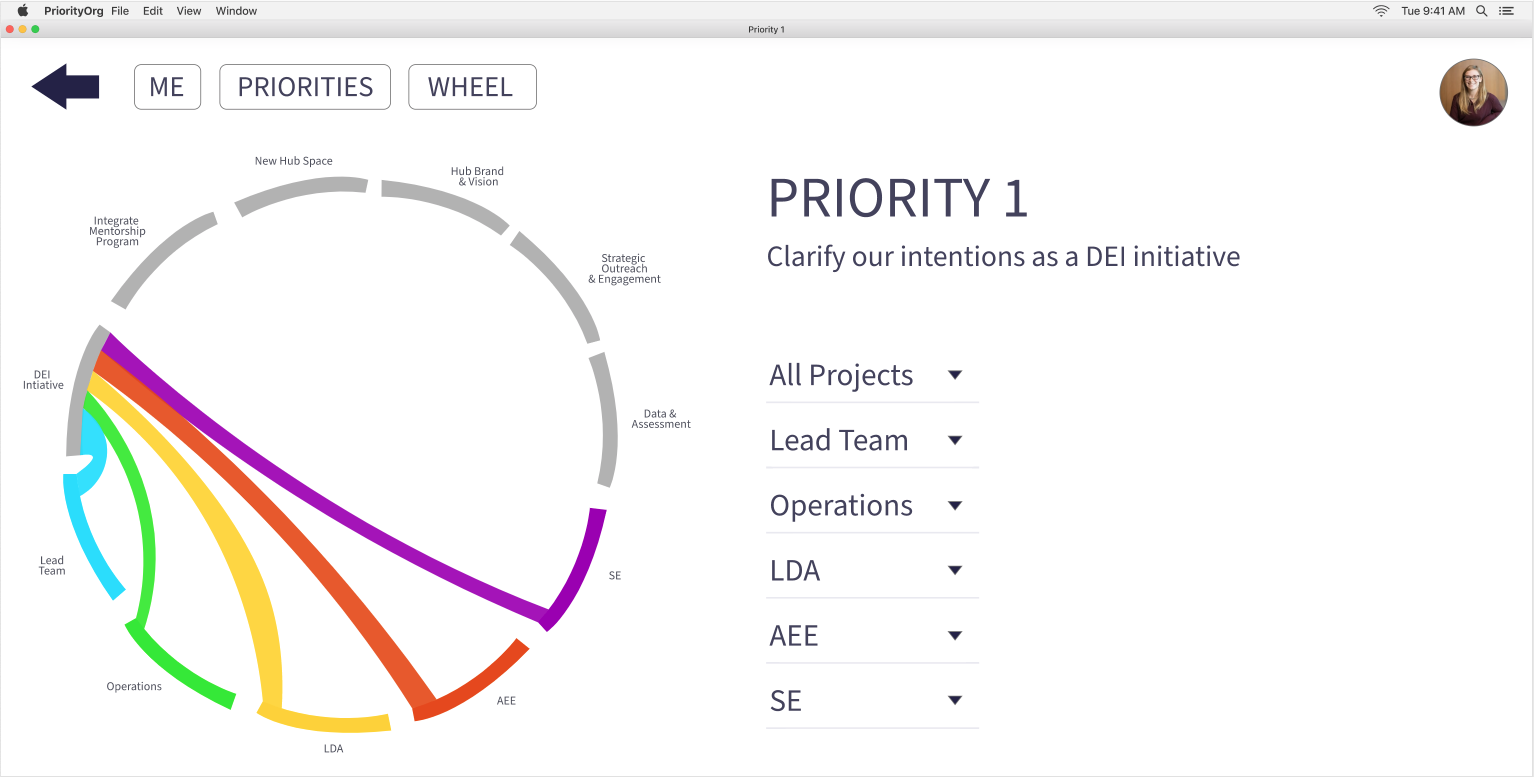 PriorityOrg File Edit View Window Tue 9:41 AM
Priority 1
ME PRIORITIES WHEEL
New Hub Space
Hub Brand
& Vision
Integrate
Mentorship
Program
Strategic
Outreach
& Engagement
DEI
Intiative
Data &
Assessment
Lead
Team
SE
Operations
AEE
LDA
PRIORITY 1
Clarify our intentions as a DEI initiative
All Projects
Lead Team
Operations
LDA
AEE
SE